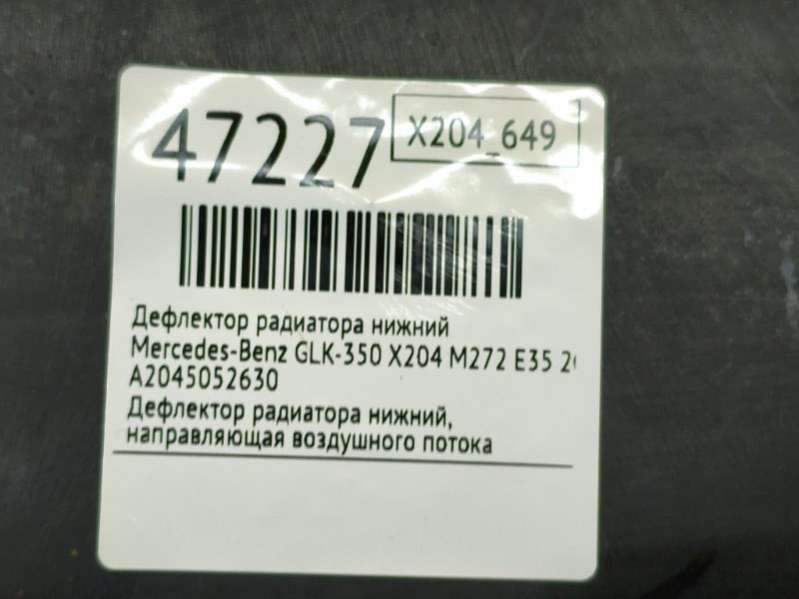 47227
X204_649
Дефлектор радиатора нижний
Mercedes-Benz GLK-350 X204 M272 E35
A2045052630
Дефлектор радиатора нижний,
направляющая воздушного потока